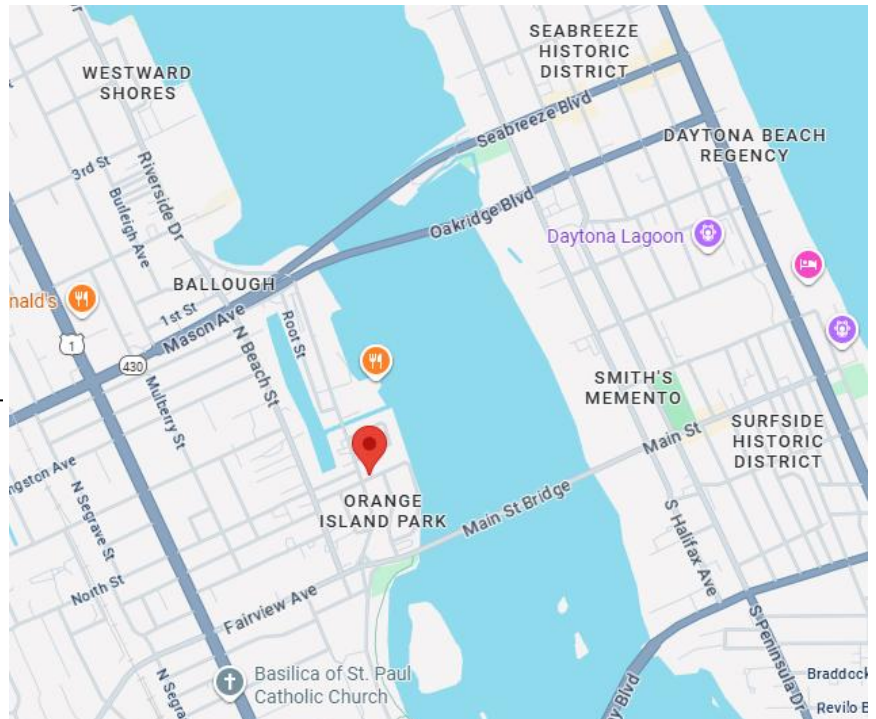 SEABREEZE
HISTORIC
DISTRICT
WESTWARD
SHORES
Seabreeze Blvd
DAYTONA BEACH
REGENCY
3rd St
Riverside Dr
Burleigh Ave
Oakridge Blvd
Daytona Lagoon
BALLOUGH
nald's
1st St
Mason Ave
1
430
Root St
N Beach St
Mulberry St
SMITH'S
MEMENTO
Main St
SURFSIDE
HISTORIC
DISTRICT
ngston Ave
N Segrave St
ORANGE
ISLAND PARK
Main St Bridge
S Halifax Ave
North St
Fairview Ave
S Peninsula Dr
N Segra
Basilica of St. Paul
Catholic Church
y Blvd
Braddock
Revilo B